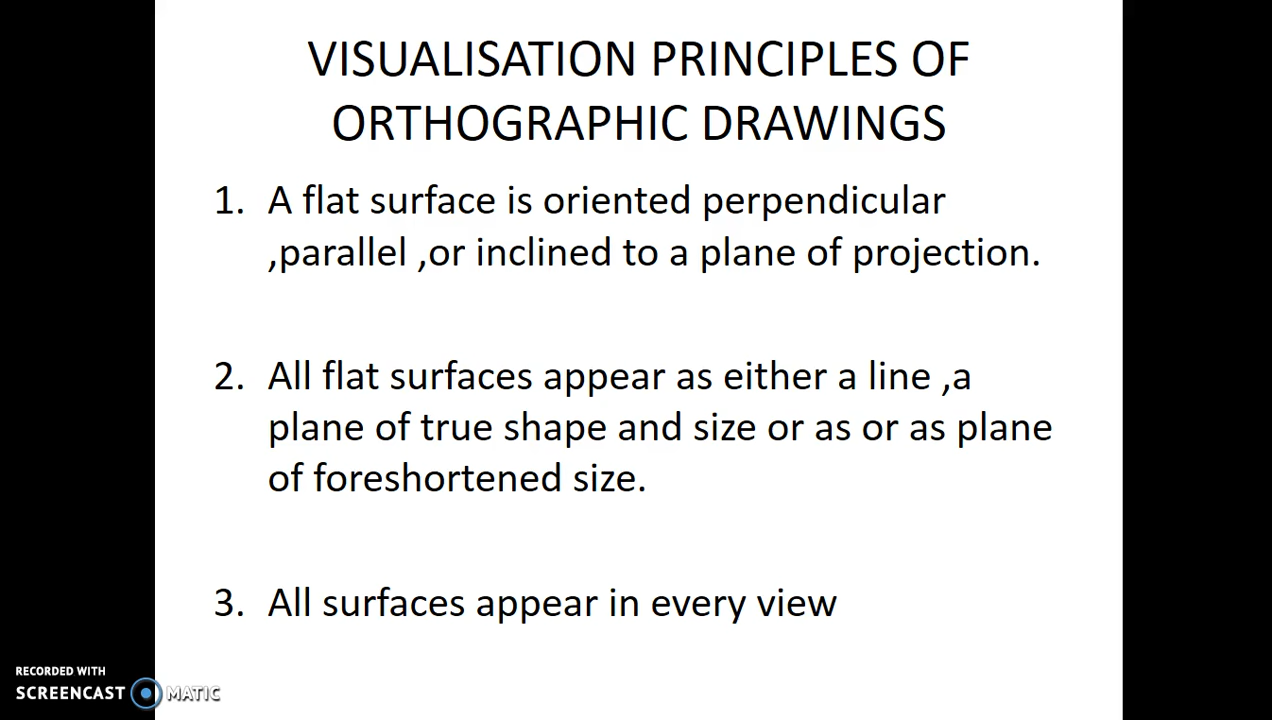 VISUALISATION PRINCIPLES OF
ORTHOGRAPHIC DRAWINGS
1. A flat surface is oriented perpendicular
,parallel ,or inclined to a plane of projection.
2. All flat surfaces appear as either a line ,a
plane of true shape and size or as or as plane
of foreshortened size.
3. All surfaces appear in every view
RECORDED WITH
SCREENCAST MATIC